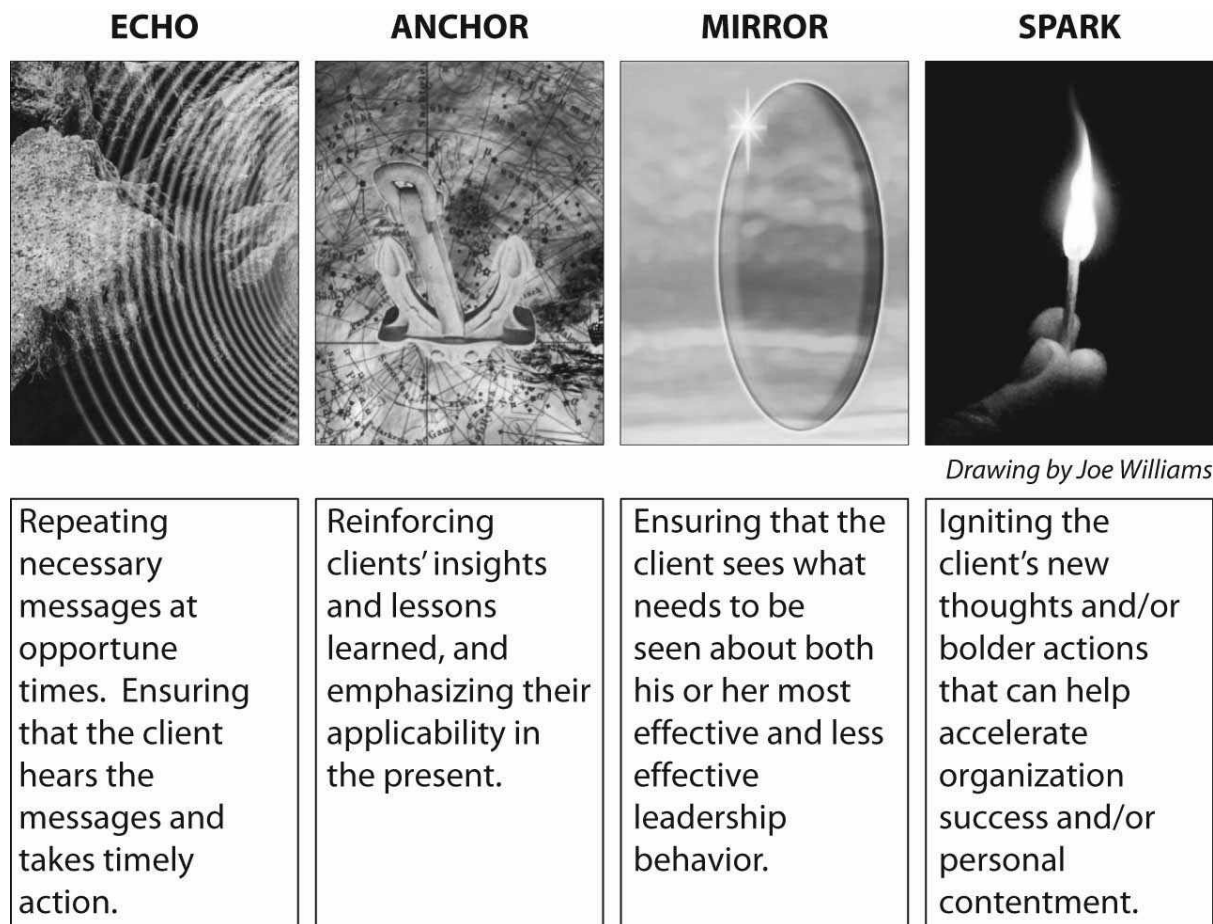 ECHO
ANCHOR
MIRROR
SPARK
Drawing by Joe Williams
Repeating
necessary
messages at
opportune
times.  Ensuring
that the client
hears the
messages and
takes timely
action.
Reinforcing
clients’ insights
and lessons
learned, and
emphasizing their
applicability in
the present.
Ensuring that the
client sees what
needs to be
seen about both
his or her most
effective and less
effective
leadership
behavior.
Igniting the
client’s new
thoughts and/or
bolder actions
that can help
accelerate
organization
success and/or
personal
contentment.